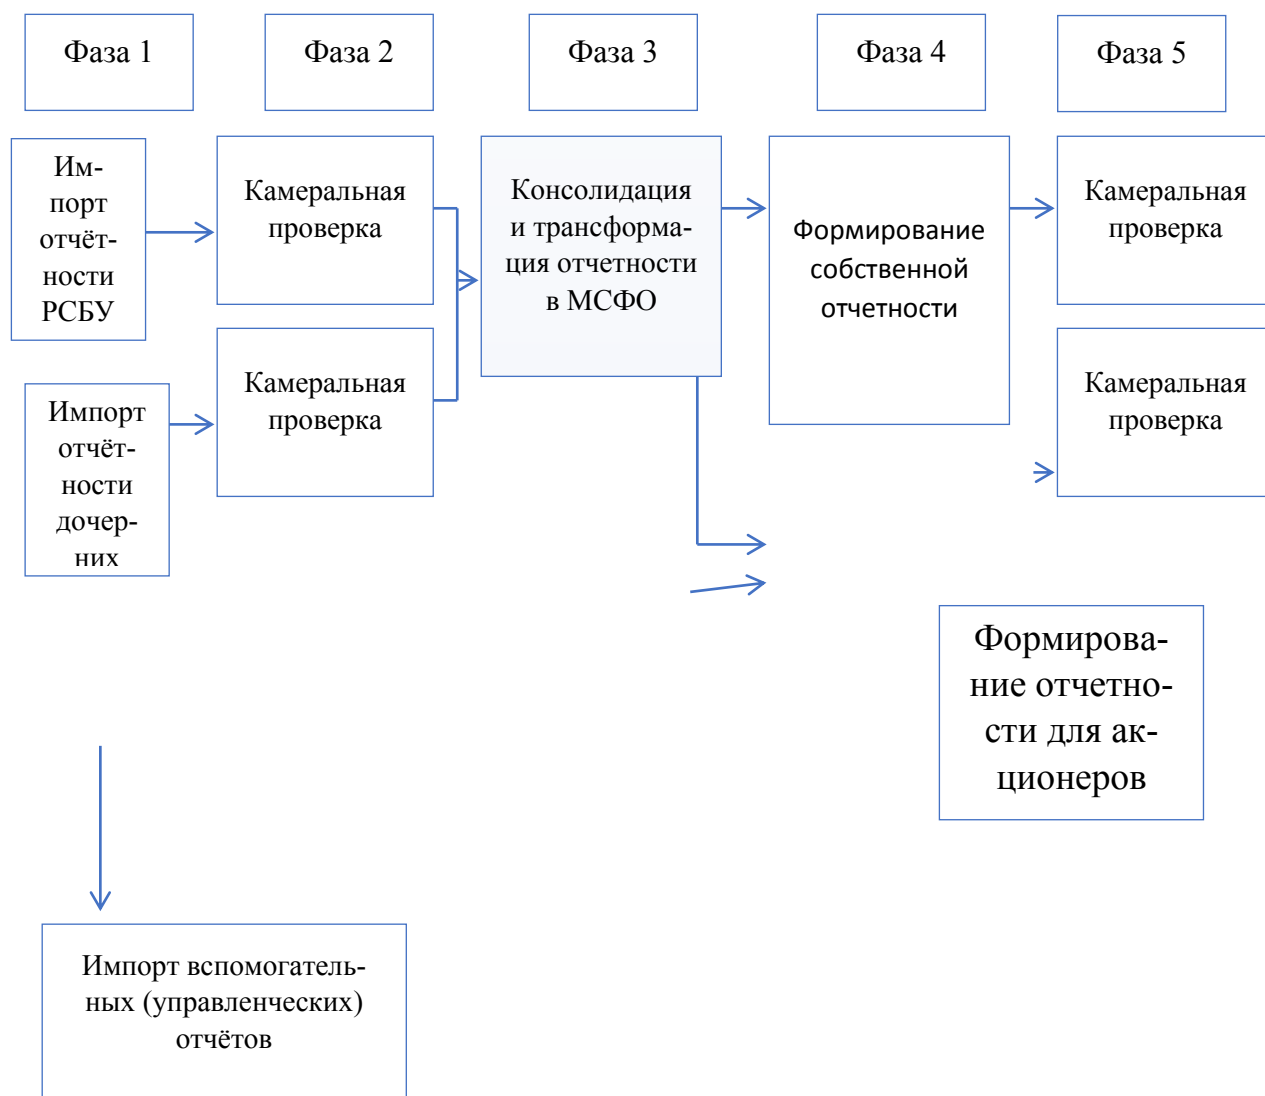 Фаза 1
Фаза 2
Фаза 3
Фаза 4
Фаза 5
Им-
порт
отчёт-
ности
РСБУ
Камеральная
проверка
Консолидация
и трансформа-
ция отчетности
в МСФО
Формирование
собственной
отчетности
Камеральная
проверка
Импорт
отчёт-
ности
дочер-
них
Камеральная
проверка
Камеральная
проверка
Формирова-
ние отчетно-
сти для ак-
ционеров
Импорт вспомогатель-
ных (управленческих)
отчётов